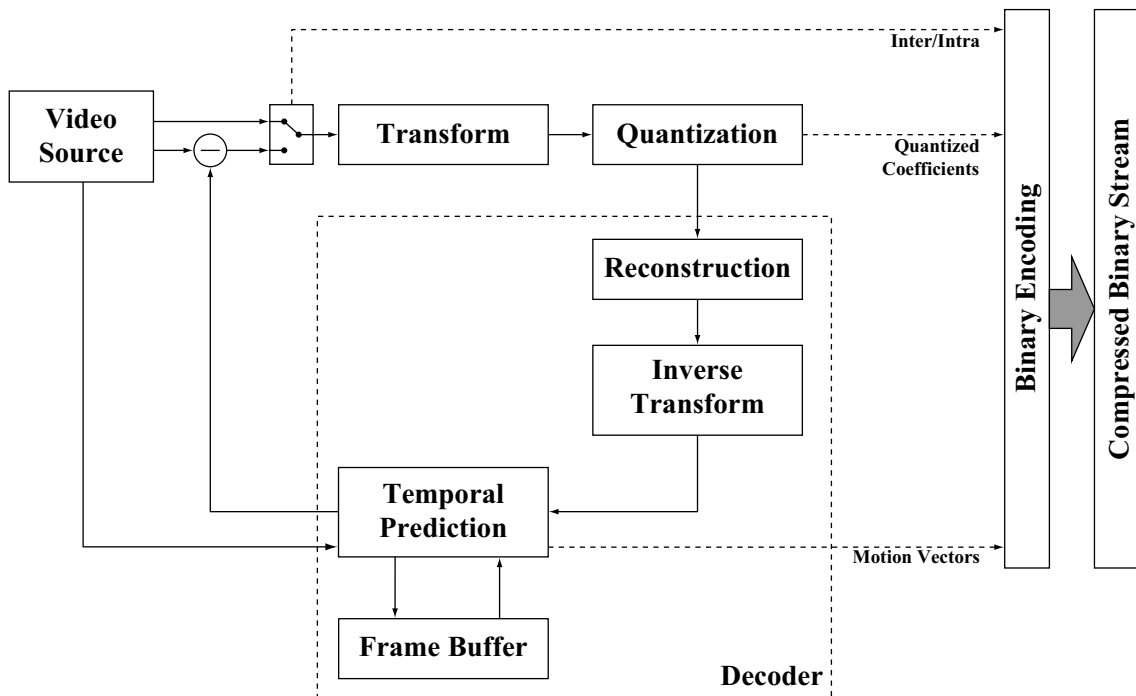 Inter/Intra
Video
Source
Transform
Quantization
Quantized
Coefficients
Reconstruction
Inverse
Transform
Temporal
Prediction
Motion Vectors
Frame Buffer
Decoder
Binary Encoding
Compressed Binary Stream